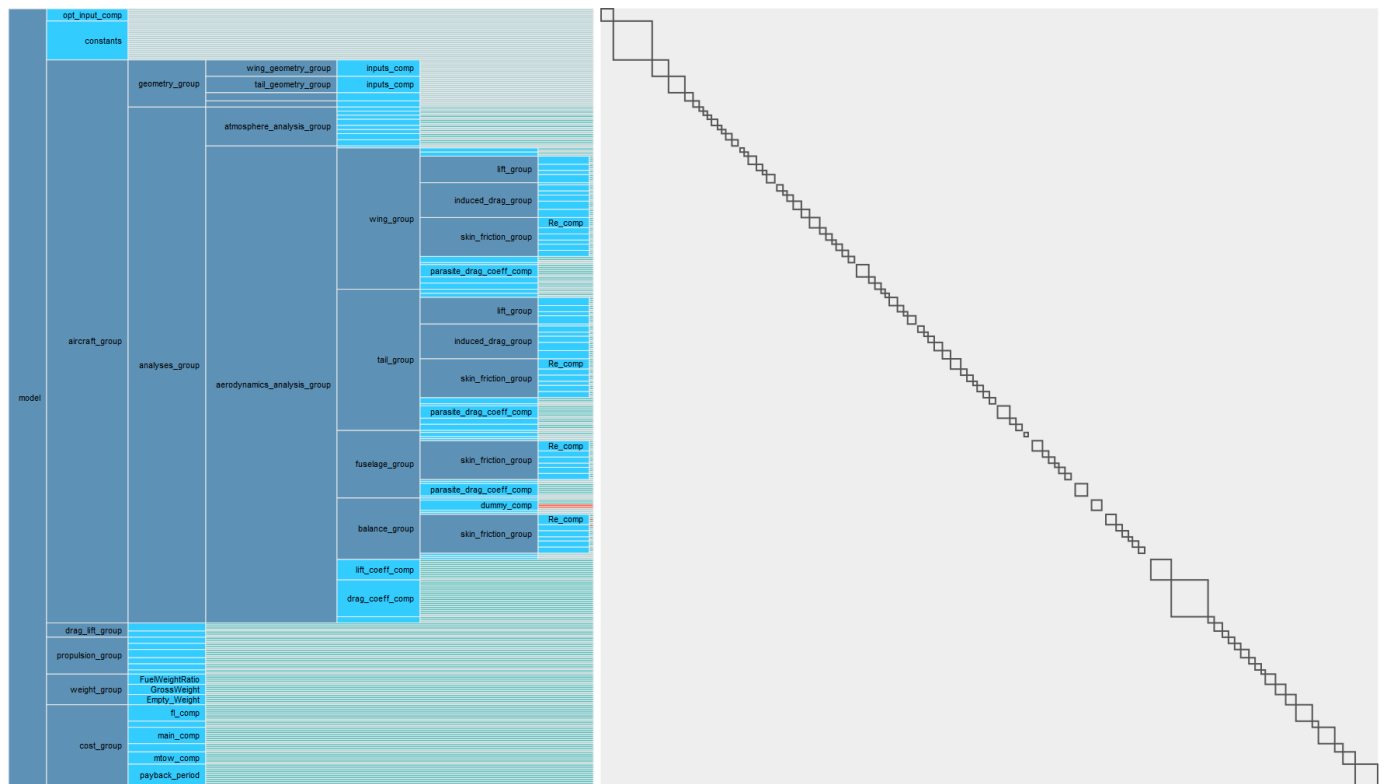 model
opt_input_comp
constants
aircraft_group
geometry_group
wing_geometry_group
inputs_comp
tail_geometry_group
inputs_comp
analyses_group
atmosphere_analysis_group
aerodynamics_analysis_group
wing_group
lift_group
induced_drag_group
skin_friction_group
Re_comp
parasite_drag_coeff_comp
tail_group
lift_group
induced_drag_group
skin_friction_group
Re_comp
parasite_drag_coeff_comp
fuselage_group
skin_friction_group
Re_comp
parasite_drag_coeff_comp
balance_group
dummy_comp
skin_friction_group
Re_comp
lift_coeff_comp
drag_coeff_comp
drag_lift_group
propulsion_group
weight_group
FuelWeightRatio
GrossWeight
Empty_Weight
cost_group
fl_comp
main_comp
mtow_comp
payback_period